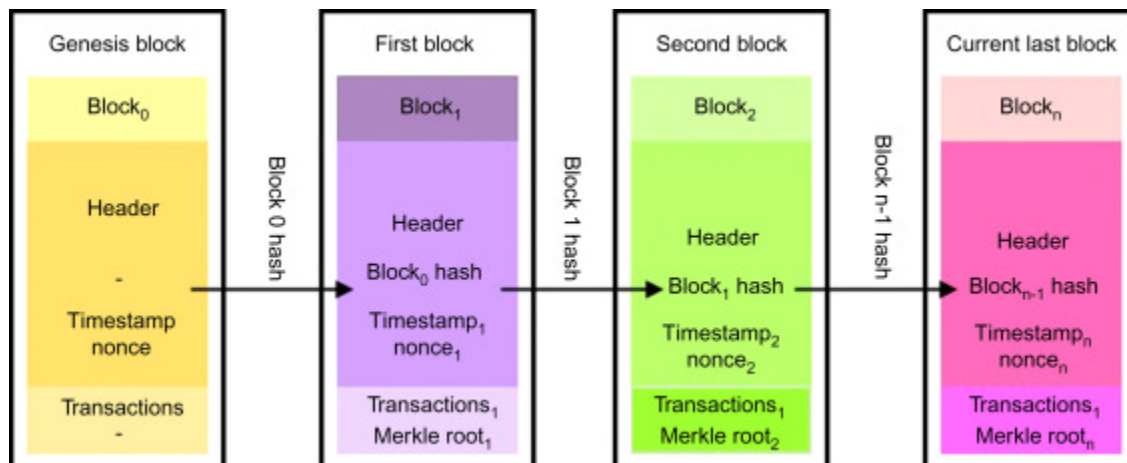 Genesis block
Block₀
Header
-
Timestamp
nonce
Transactions
-
Block 0 hash
First block
Block₁
Header
Block₀ hash
Timestamp₁
nonce₁
Transactions₁
Merkle root₁
Block 1 hash
Second block
Block₂
Header
Block₁ hash
Timestamp₂
nonce₂
Transactions₁
Merkle root₂
Block n-1 hash
Current last block
Blockₙ
Header
Blockₙ₋₁ hash
Timestampₙ
nonceₙ
Transactions₁
Merkle rootₙ